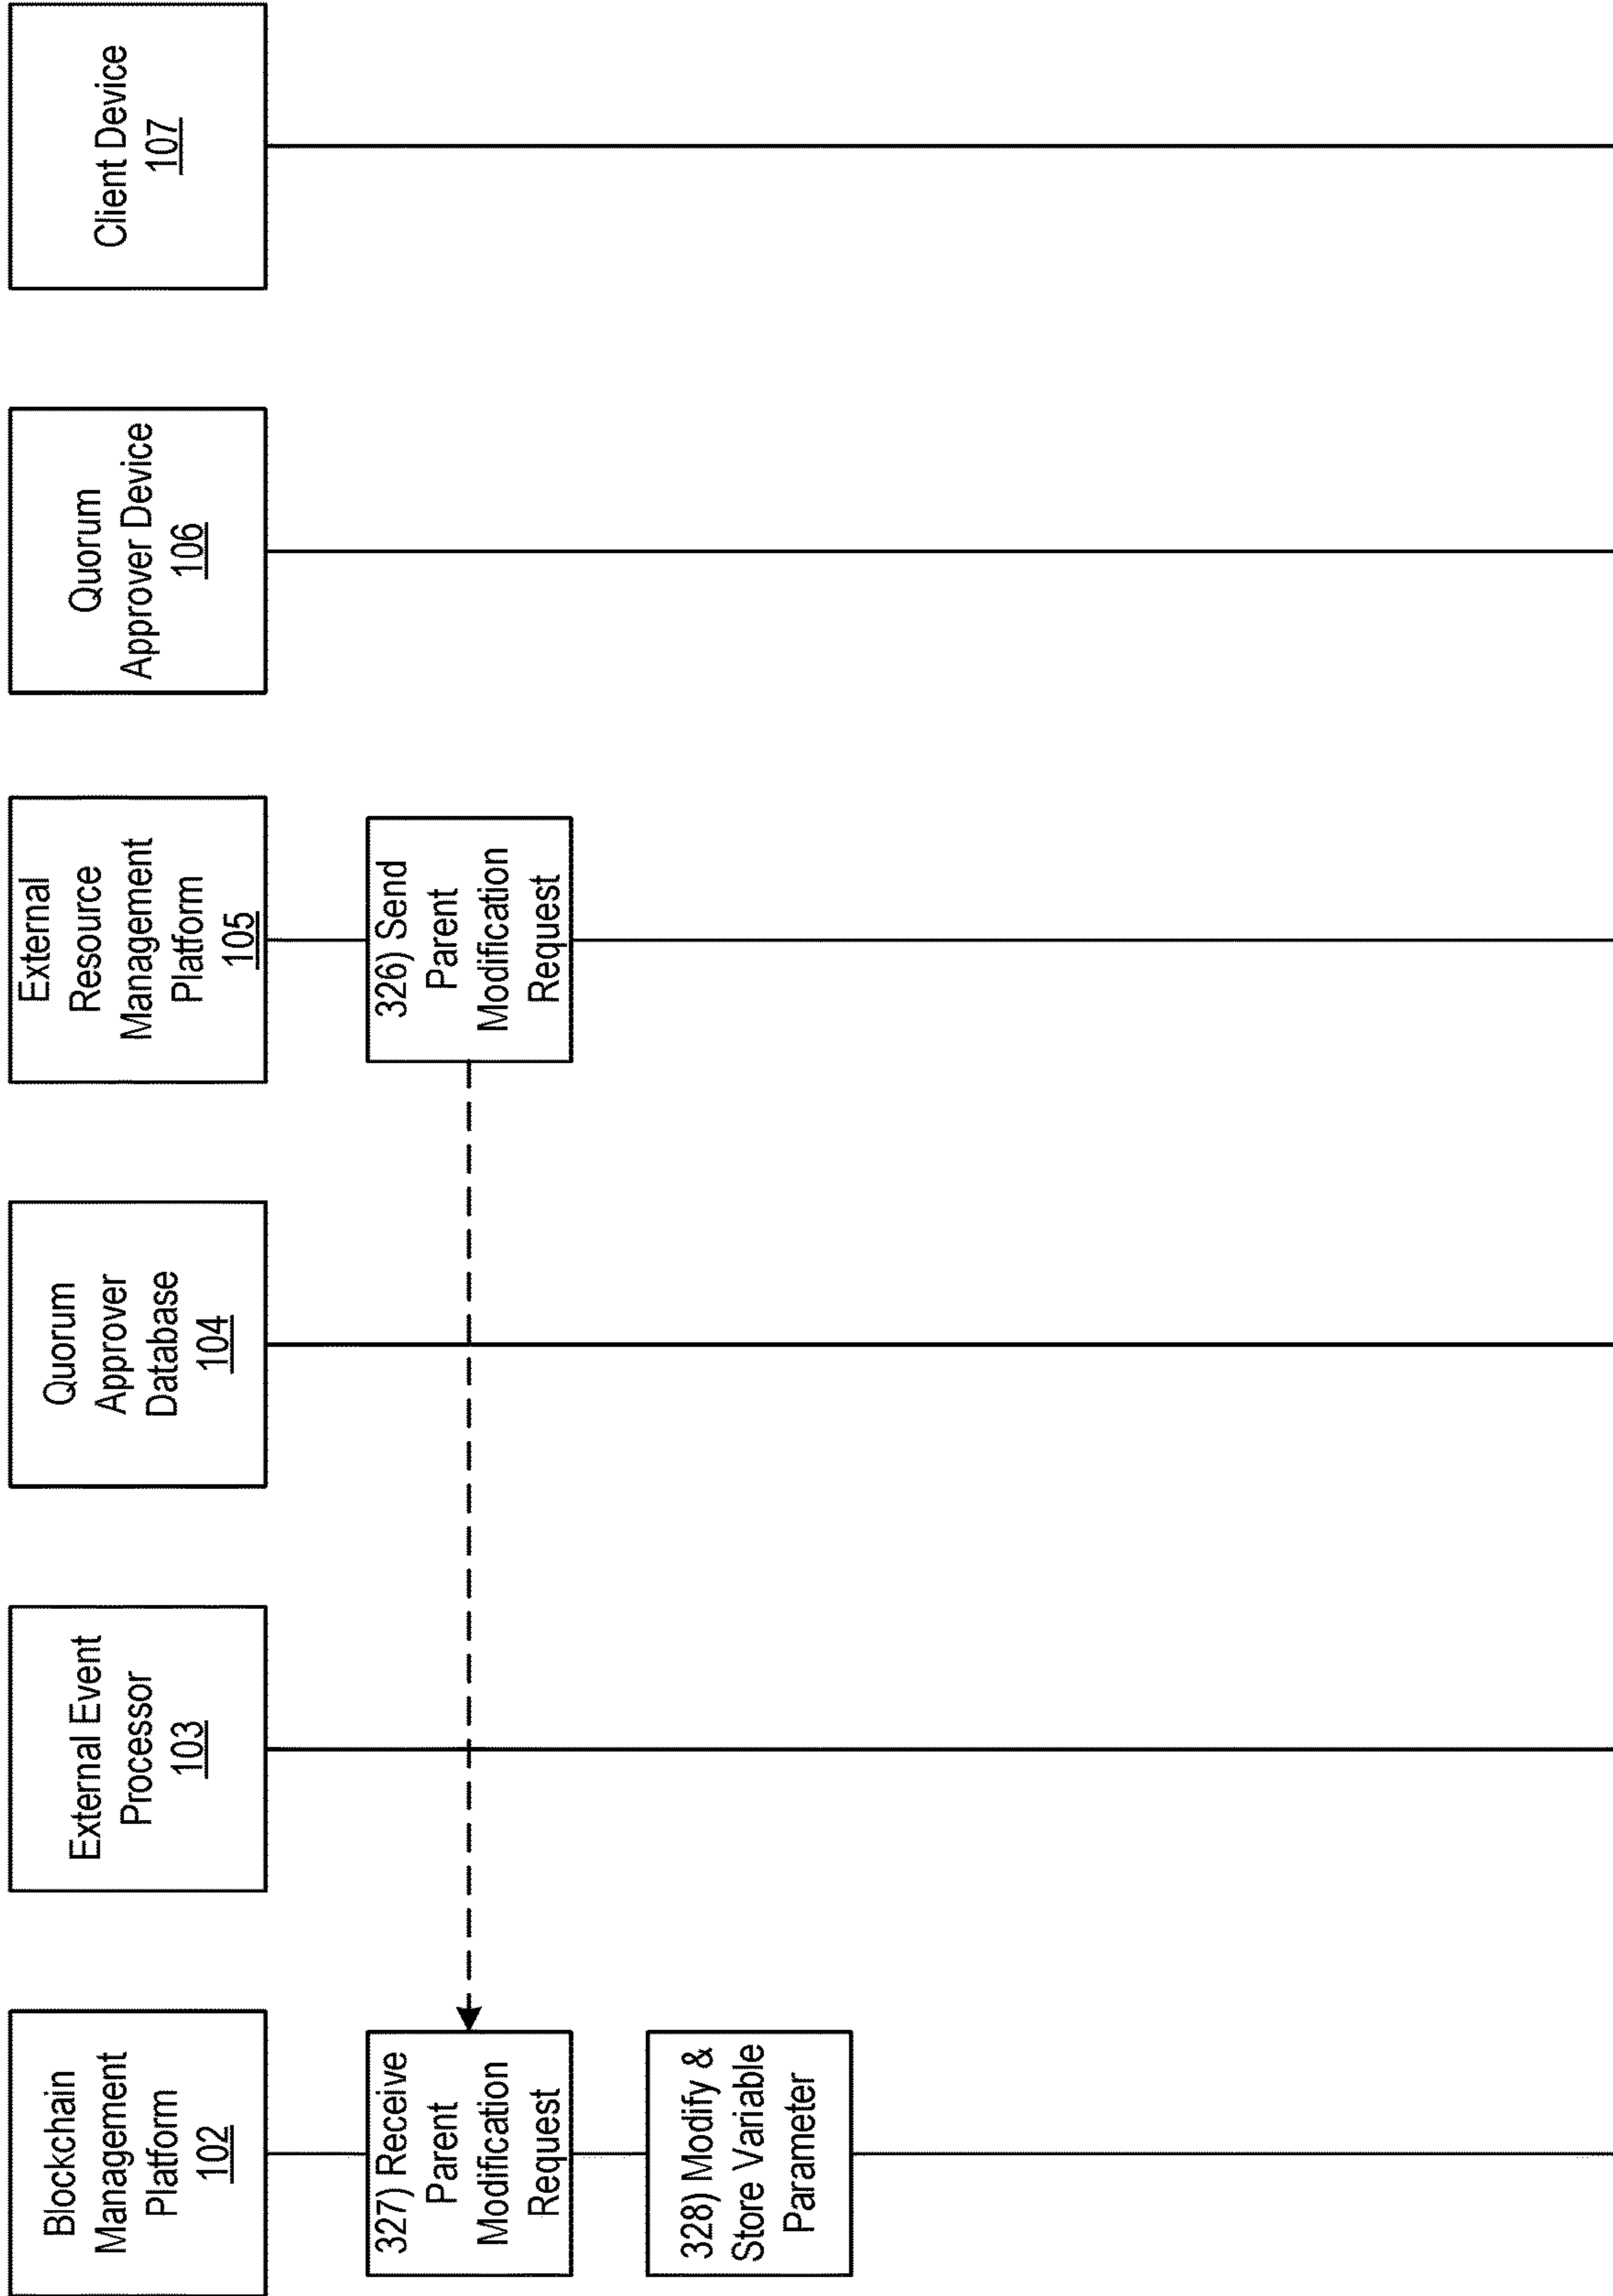 Blockchain
Management
Platform
102
External Event
Processor
103
Quorum
Approver
Database
104
External
Resource
Management
Platform
105
Quorum
Approver Device
106
Client Device
107
327) Receive
Parent
Modification
Request
326) Send
Parent
Modification
Request
328) Modify &
Store Variable
Parameter